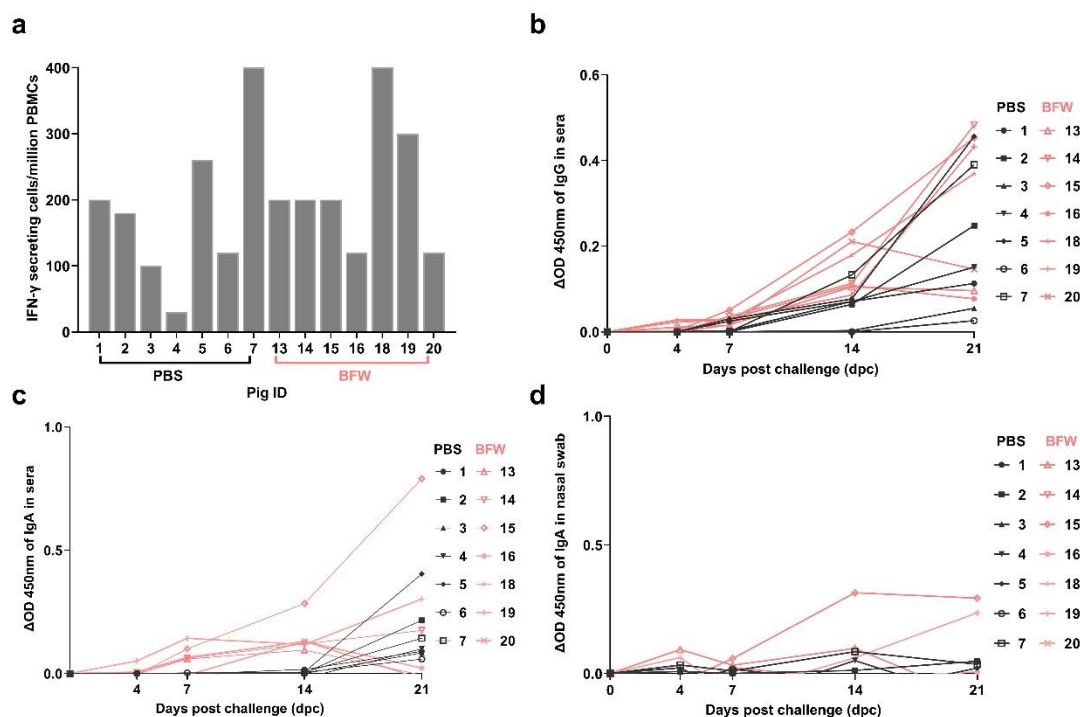 a
IFN-γ secreting cells/million PBMCs
400
300
200
100
0
1 2 3 4 5 6 7 13 14 15 16 18 19 20
PBS BFW
Pig ID
b
ΔOD 450nm of IgG in sera
0.6
0.4
0.2
0.0
0 4 7 14 21
Days post challenge (dpc)
PBS BFW
1 13
2 14
3 15
4 16
5 18
6 19
7 20
c
ΔOD 450nm of IgA in sera
1.0
0.5
0.0
4 7 14 21
Days post challenge (dpc)
PBS BFW
1 13
2 14
3 15
4 16
5 18
6 19
7 20
d
ΔOD 450nm of IgA in nasal swab
1.0
0.5
0.0
0 4 7 14 21
Days post challenge (dpc)
PBS BFW
1 13
2 14
3 15
4 16
5 18
6 19
7 20